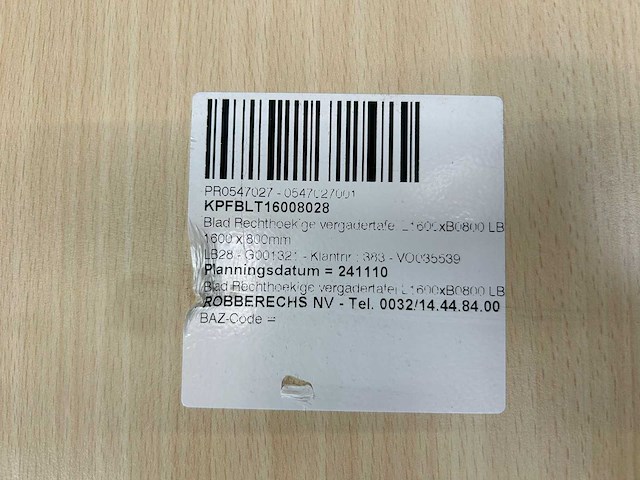 PR0547027 - 0547027001
KPFBLT16008028
Blad Rechthoekige vergadertafel L1600xB0800 LB
1600 x 800mm
LB28 - G001321 - Klantnr : 383 - VO035539
Planningsdatum = 241110
Blad Rechthoekige vergadertafel L1600xB0800 LB
ROBBERECHS NV - Tel. 0032/14.44.84.00
BAZ-Code =